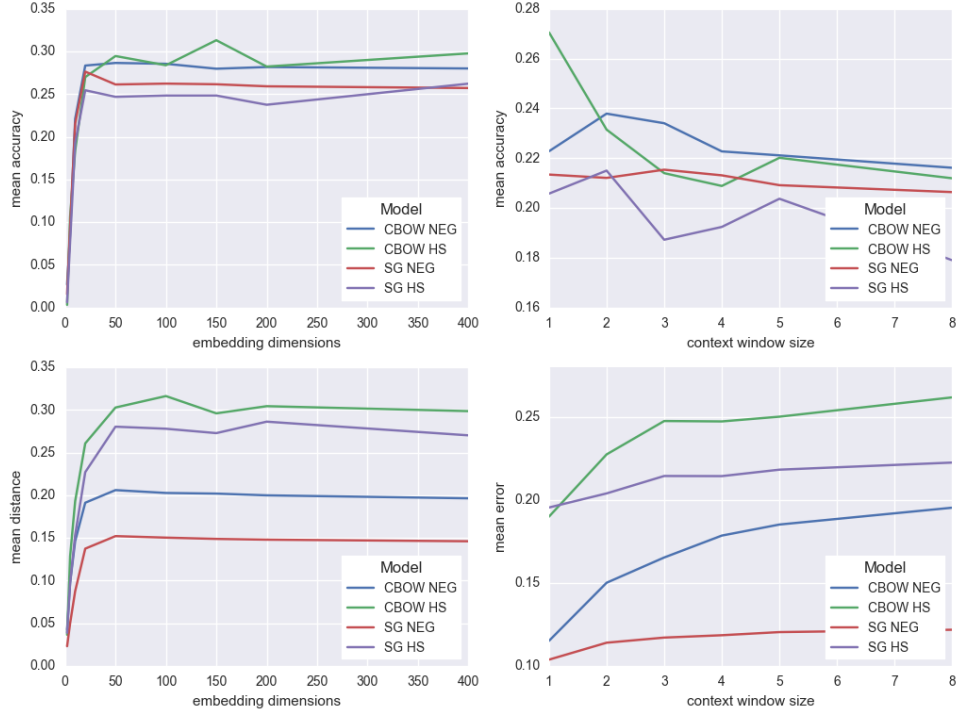 0.35
0.30
0.25
0.20
0.15
0.10
0.05
0.00
mean accuracy
0 50 100 150 200 250 300 350 400
embedding dimensions
Model
CBOW NEG
CBOW HS
SG NEG
SG HS
0.28
0.26
0.24
0.22
0.20
0.18
0.16
mean accuracy
1 2 3 4 5 6 7 8
context window size
Model
CBOW NEG
CBOW HS
SG NEG
SG HS
0.35
0.30
0.25
0.20
0.15
0.10
0.05
0.00
mean distance
0 50 100 150 200 250 300 350 400
embedding dimensions
Model
CBOW NEG
CBOW HS
SG NEG
SG HS
0.25
0.20
0.15
0.10
mean error
1 2 3 4 5 6 7 8
context window size
Model
CBOW NEG
CBOW HS
SG NEG
SG HS